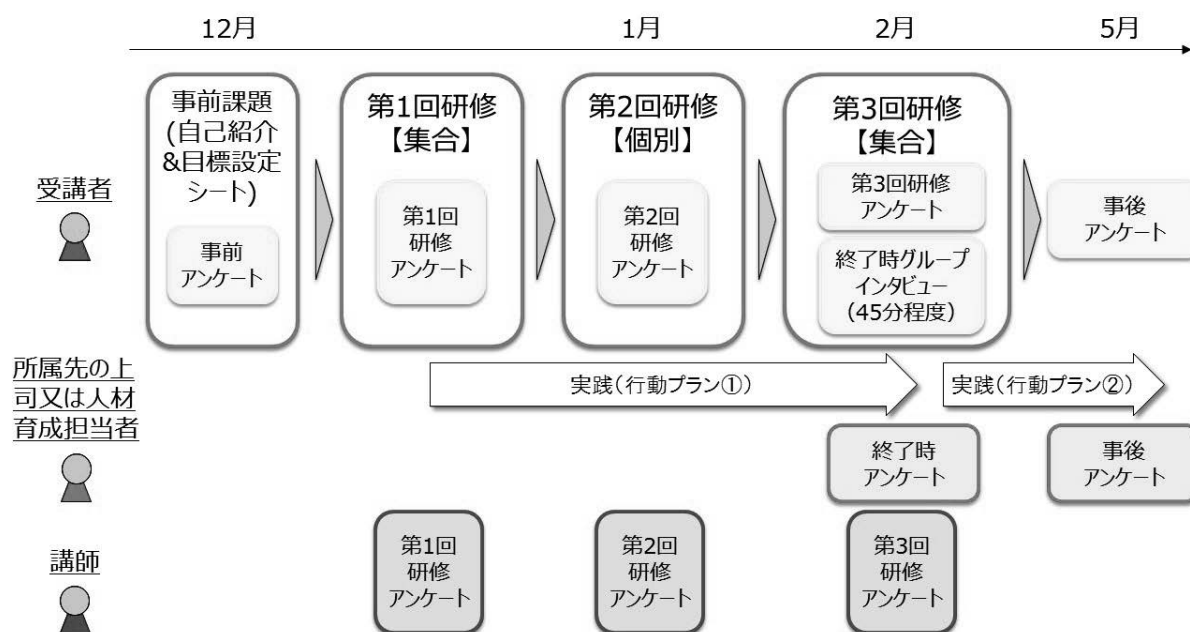 12月
1月
2月
5月
受講者
事前課題
(自己紹介
&目標設定
シート)
事前
アンケート
第1回研修
【集合】
第1回
研修
アンケート
第2回研修
【個別】
第2回
研修
アンケート
第3回研修
【集合】
第3回研修
アンケート
終了時グループ
インタビュー
(45分程度)
事後
アンケート
所属先の上
司又は人材
育成担当者
実践(行動プラン①)
実践(行動プラン②)
終了時
アンケート
事後
アンケート
講師
第1回
研修
アンケート
第2回
研修
アンケート
第3回
研修
アンケート